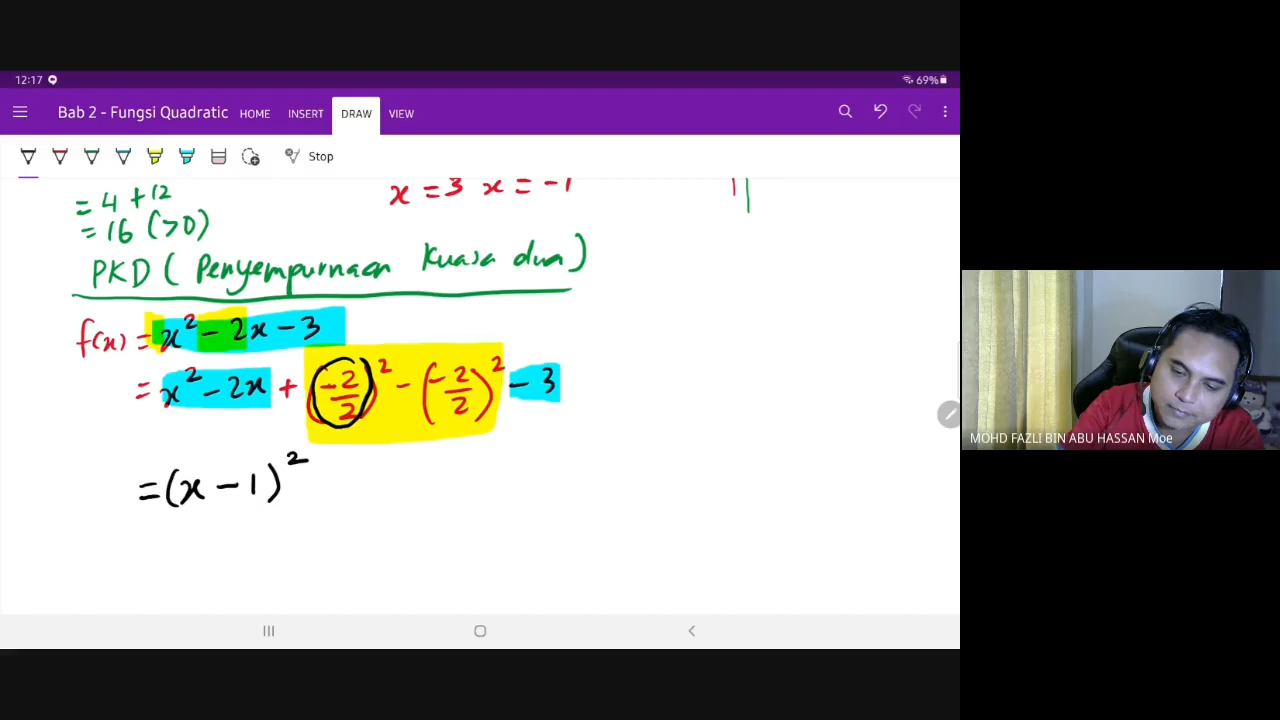 12:17 69%
Bab 2 - Fungsi Quadratic HOME INSERT DRAW VIEW
Stop
= 4 + 12
x = 3 x = -1
= 16 (>0)
PKD (Penyempurnaan Kuasa dua)
f(x) = x² - 2x - 3
= x² - 2x + (-2/2)² - (-2/2)² - 3
= (x - 1)²
MOHD FAZLI BIN ABU HASSAN Moe